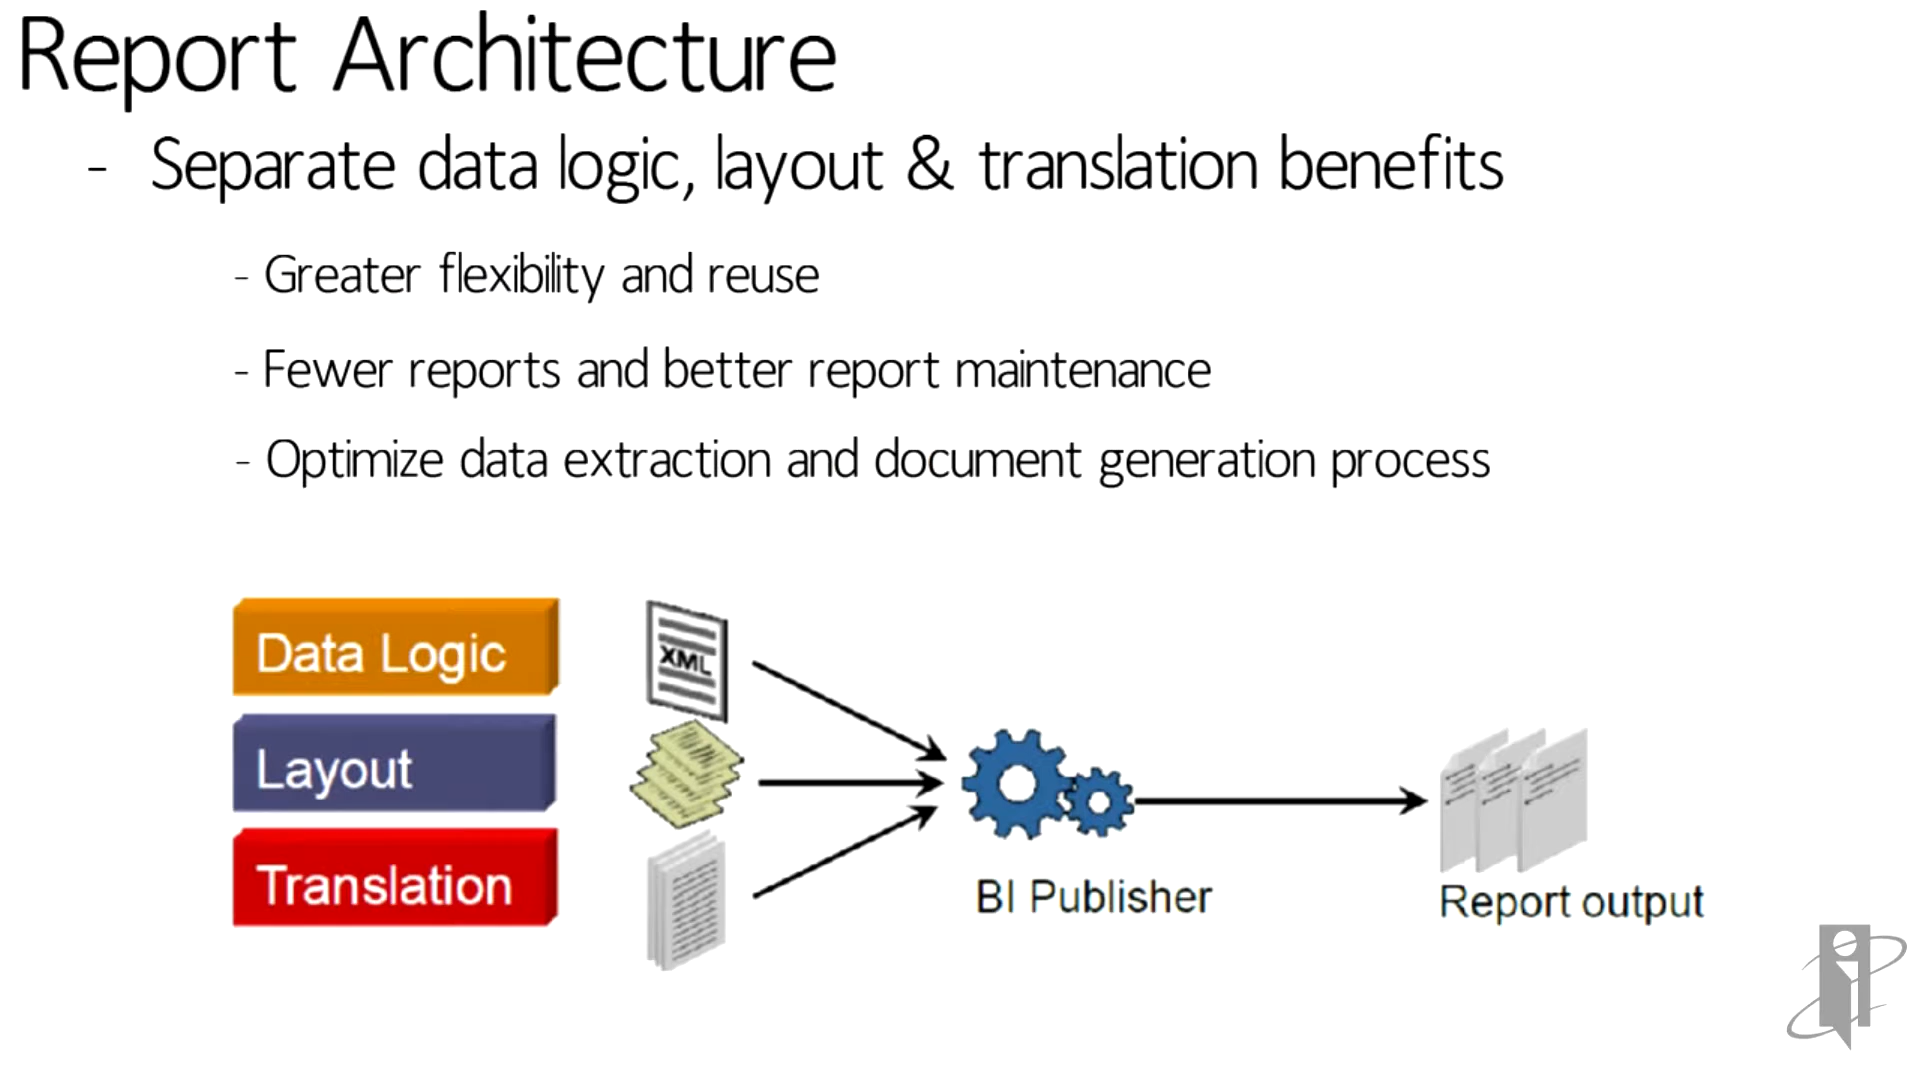 Report Architecture
- Separate data logic, layout & translation benefits
- Greater flexibility and reuse
- Fewer reports and better report maintenance
- Optimize data extraction and document generation process
Data Logic
XML
Layout
Translation
BI Publisher
Report output